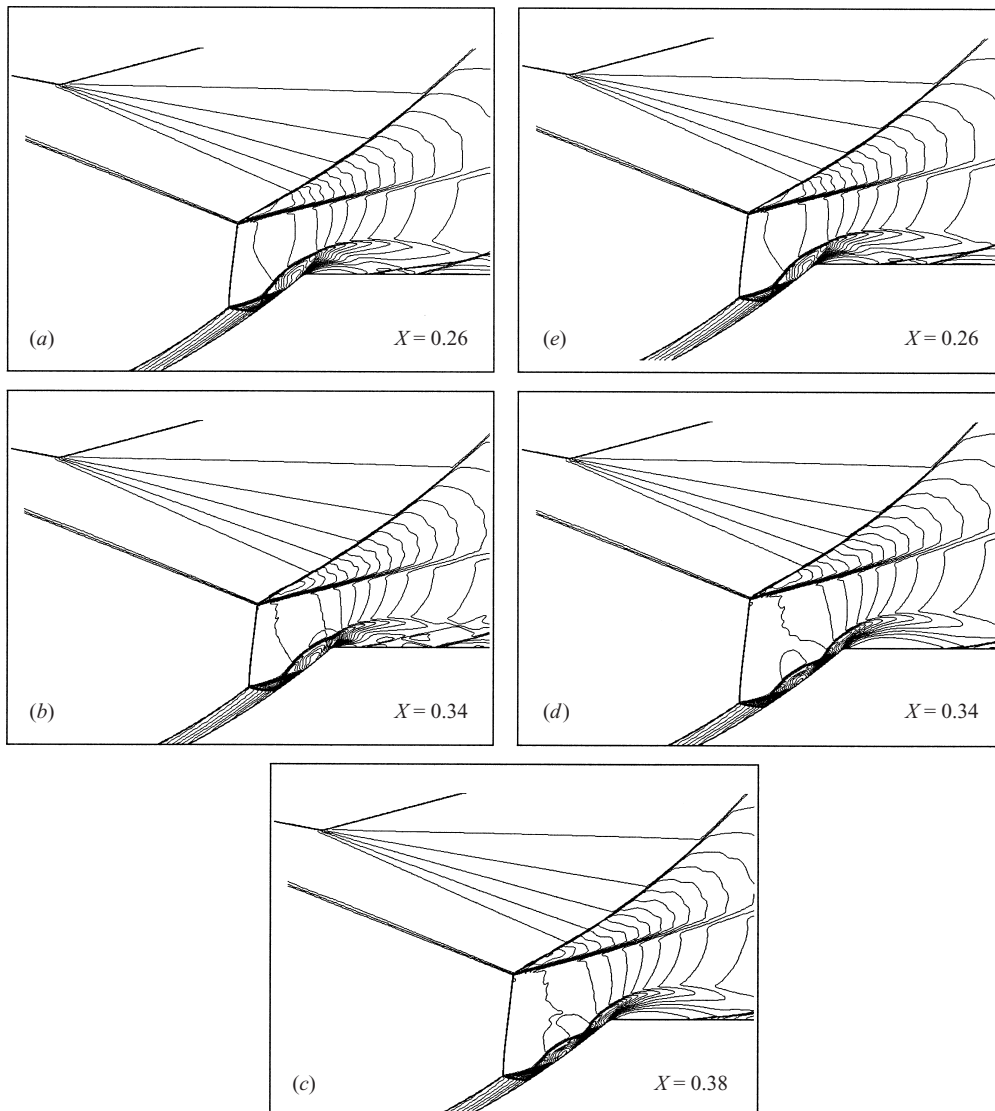 (a) X = 0.26
(e) X = 0.26
(b) X = 0.34
(d) X = 0.34
(c) X = 0.38